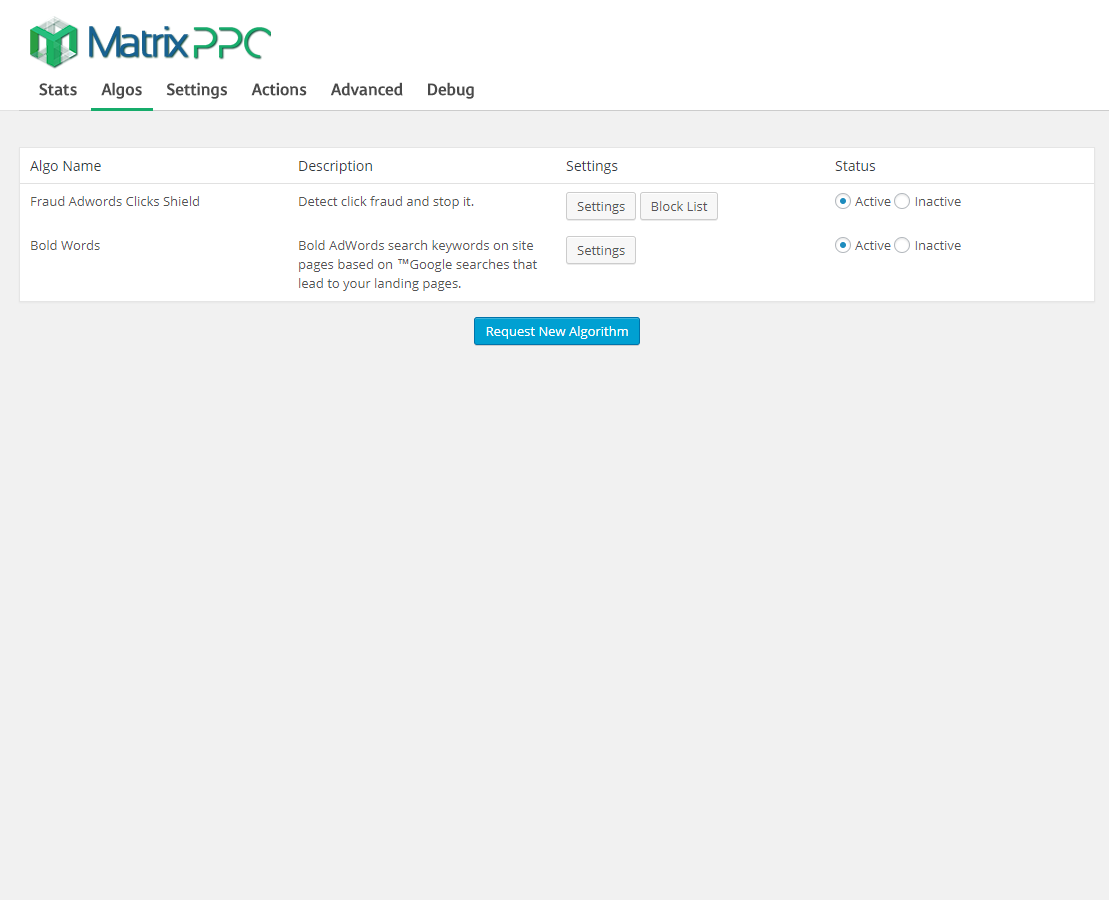 MatrixPPC
Stats Algos Settings Actions Advanced Debug
Algo Name Description Settings Status
Fraud Adwords Clicks Shield Detect click fraud and stop it. Settings Block List Active Inactive
Bold Words Bold AdWords search keywords on site Settings Active Inactive
pages based on ™Google searches that
lead to your landing pages.
Request New Algorithm